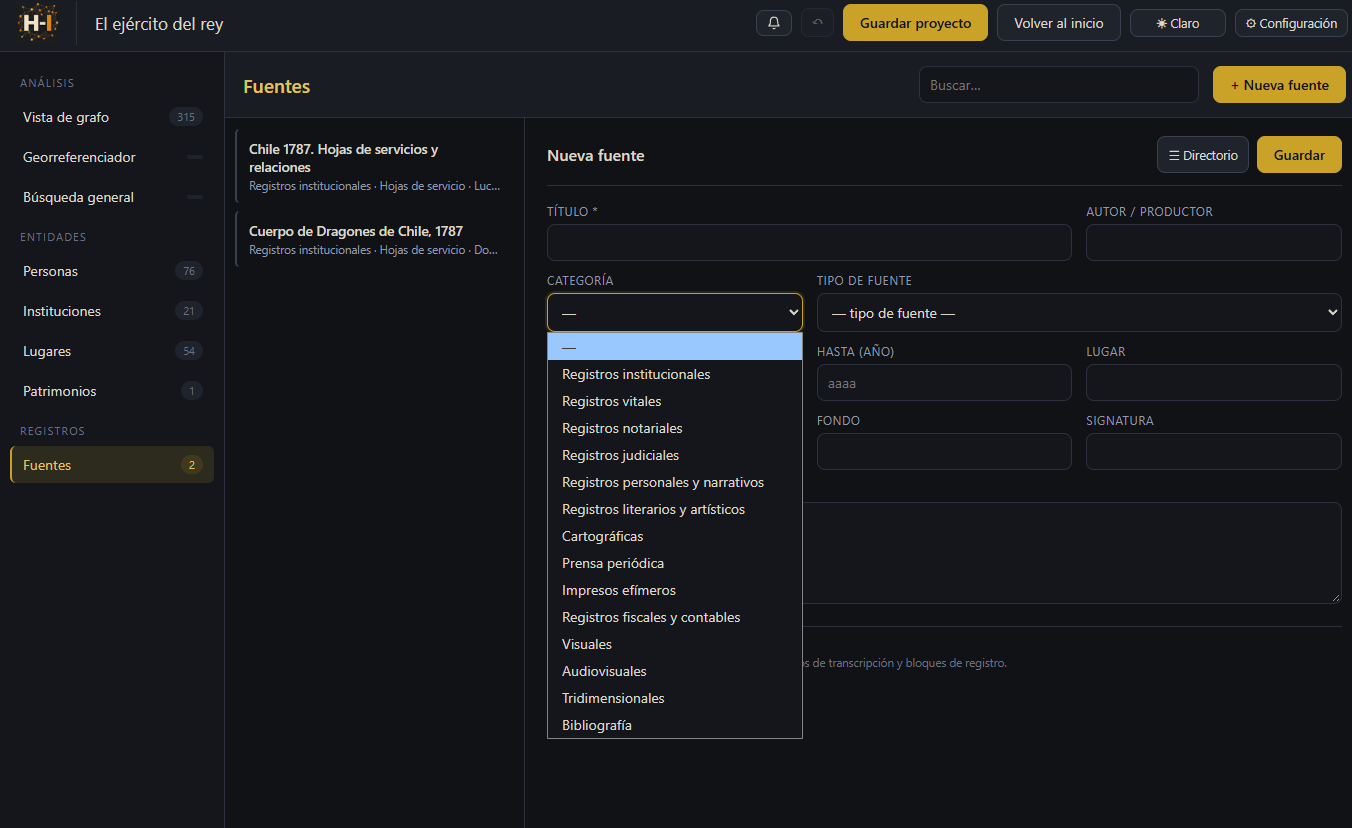 H-I
El ejército del rey
Guardar proyecto
Volver al inicio
☀ Claro
⚙ Configuración
ANÁLISIS
Vista de grafo 315
Georreferenciador
Búsqueda general
ENTIDADES
Personas 76
Instituciones 21
Lugares 54
Patrimonios 1
REGISTROS
Fuentes 2
Fuentes
Buscar...
+ Nueva fuente
Chile 1787. Hojas de servicios y
relaciones
Registros institucionales · Hojas de servicio · Luc...
Cuerpo de Dragones de Chile, 1787
Registros institucionales · Hojas de servicio · Do...
Nueva fuente
☰ Directorio
Guardar
TÍTULO *
AUTOR / PRODUCTOR
CATEGORÍA
TIPO DE FUENTE
—
— tipo de fuente —
—
Registros institucionales
Registros vitales
Registros notariales
Registros judiciales
Registros personales y narrativos
Registros literarios y artísticos
Cartográficas
Prensa periódica
Impresos efímeros
Registros fiscales y contables
Visuales
Audiovisuales
Tridimensionales
Bibliografía
HASTA (AÑO)
LUGAR
aaaa
FONDO
SIGNATURA
de transcripción y bloques de registro.